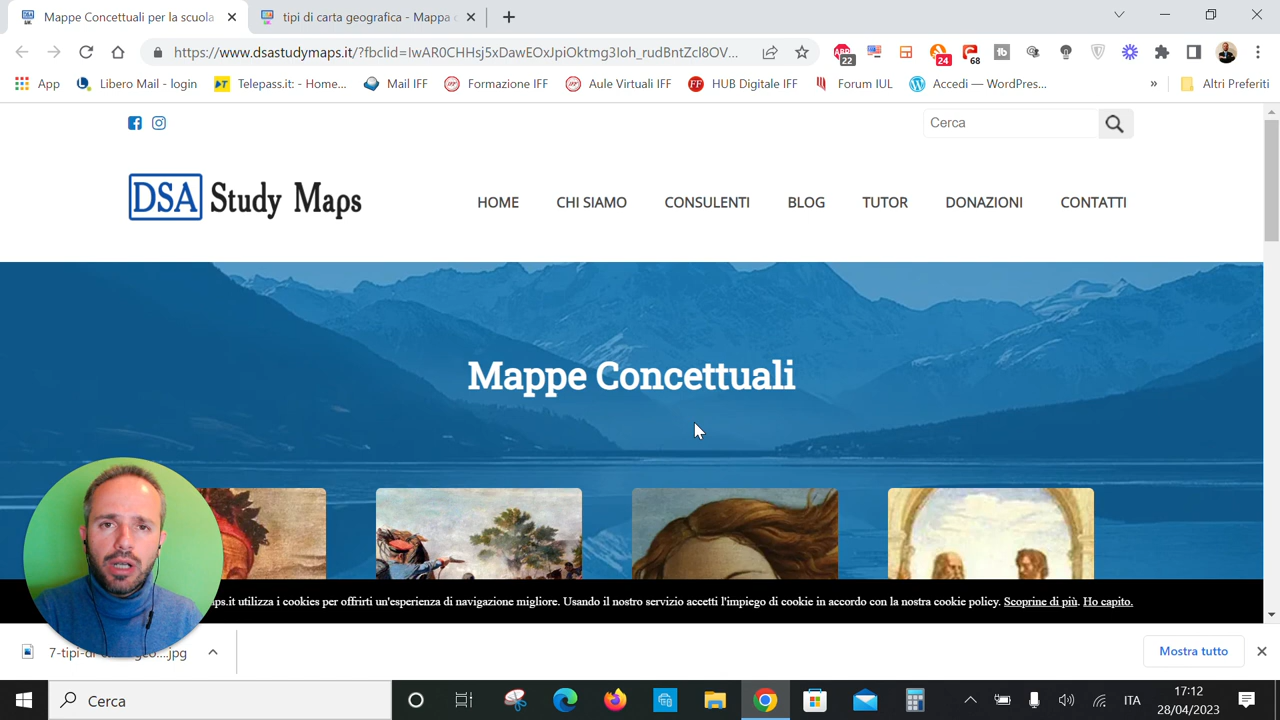 Mappe Concettuali per la scuola
tipi di carta geografica - Mappa c
https://www.dsastudymaps.it/?fbclid=IwAR0CHHsj5xDawEOxJpiOktmg3Ioh_rudBntZcl8OV...
22
24
68
App
Libero Mail - login
Telepass.it: - Home...
Mail IFF
Formazione IFF
Aule Virtuali IFF
HUB Digitale IFF
Forum IUL
Accedi — WordPres...
»
Altri Preferiti
Cerca
DSA Study Maps
HOME
CHI SIAMO
CONSULENTI
BLOG
TUTOR
DONAZIONI
CONTATTI
Mappe Concettuali
utilizza i cookies per offrirti un'esperienza di navigazione migliore. Usando il nostro servizio accetti l'impiego di cookie in accordo con la nostra cookie policy. Scoprine di più. Ho capito.
Mostra tutto
Cerca
ITA
17:12
28/04/2023